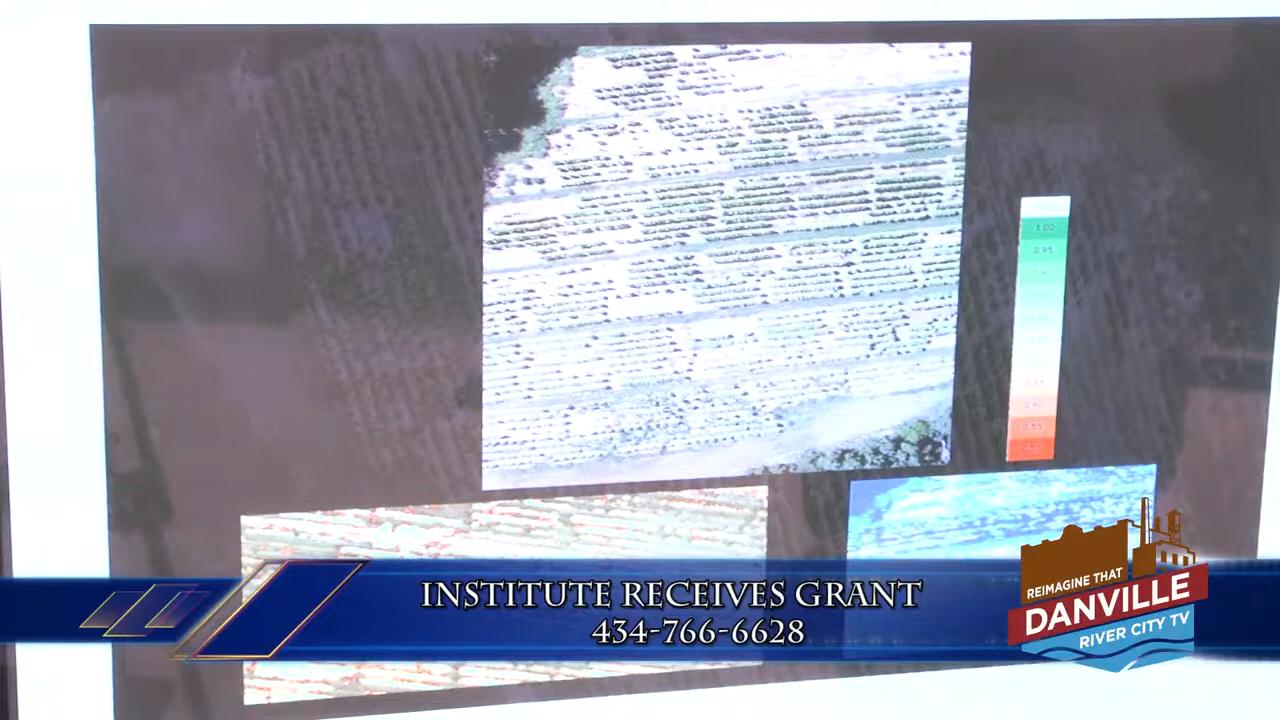 1.00
0.95
INSTITUTE RECEIVES GRANT
434-766-6628
REIMAGINE THAT
DANVILLE
RIVER CITY TV